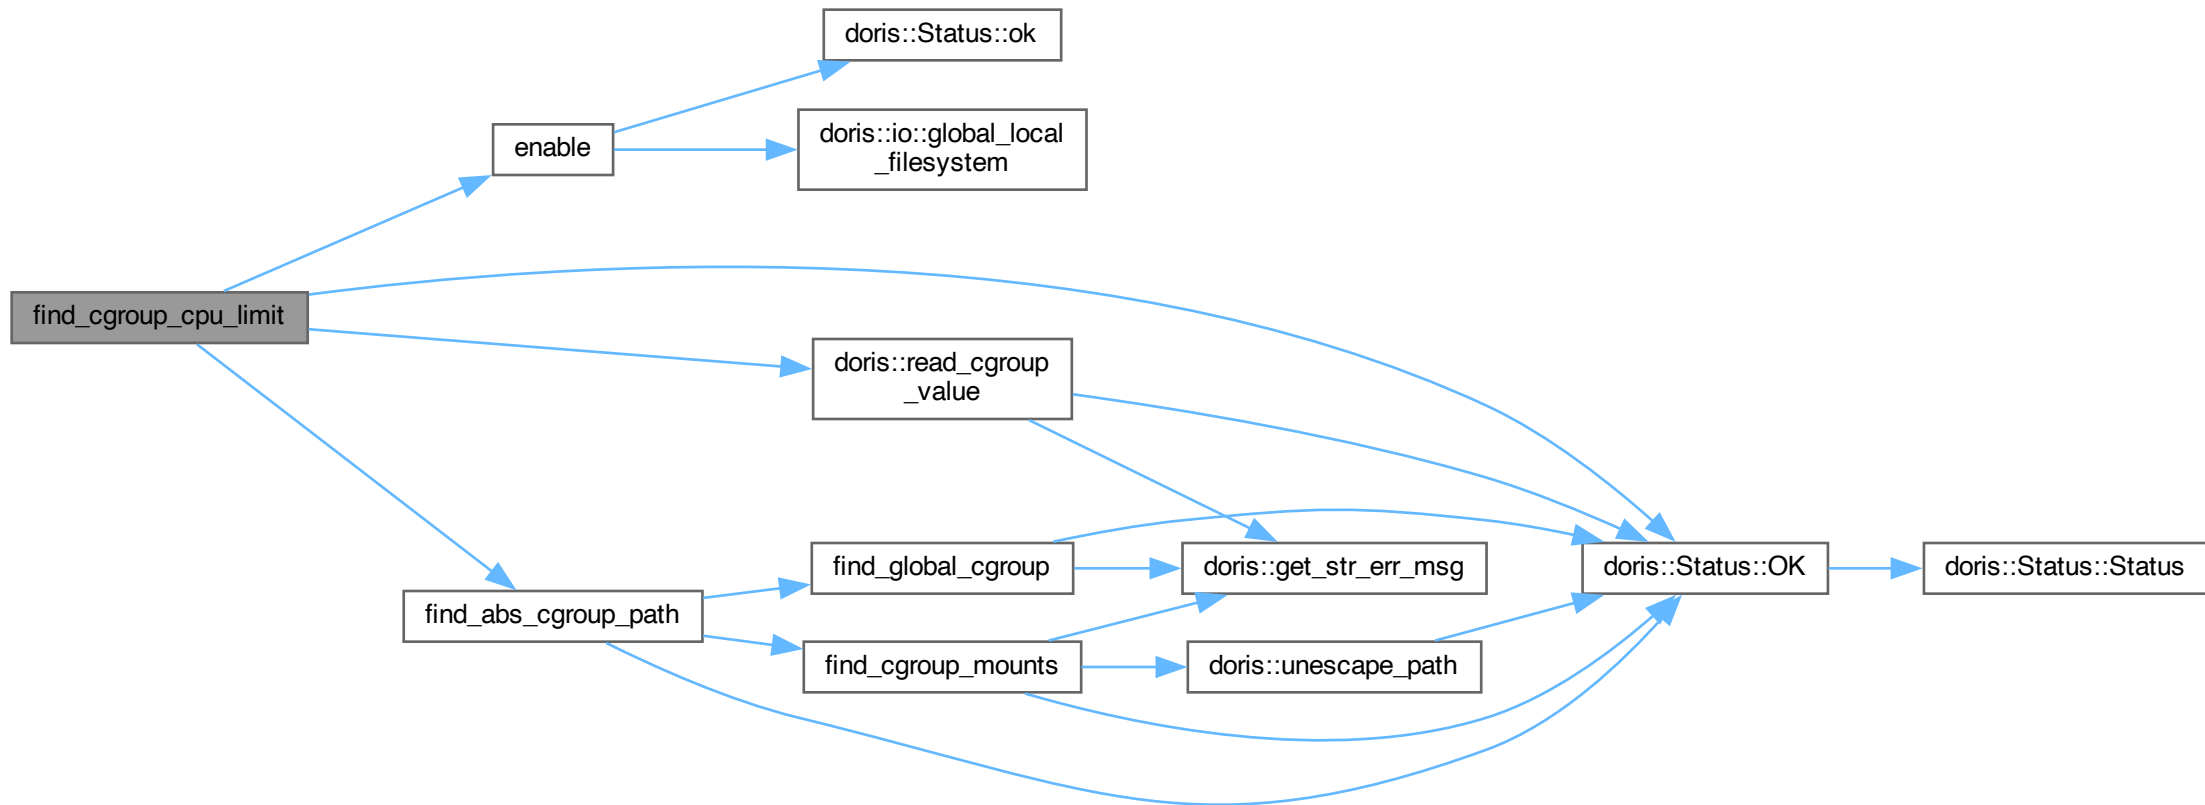 doris::Status::ok
doris::io::global_local
_filesystem
enable
find_cgroup_cpu_limit
doris::read_cgroup
_value
find_global_cgroup
doris::get_str_err_msg
doris::Status::OK
doris::Status::Status
find_abs_cgroup_path
find_cgroup_mounts
doris::unescape_path